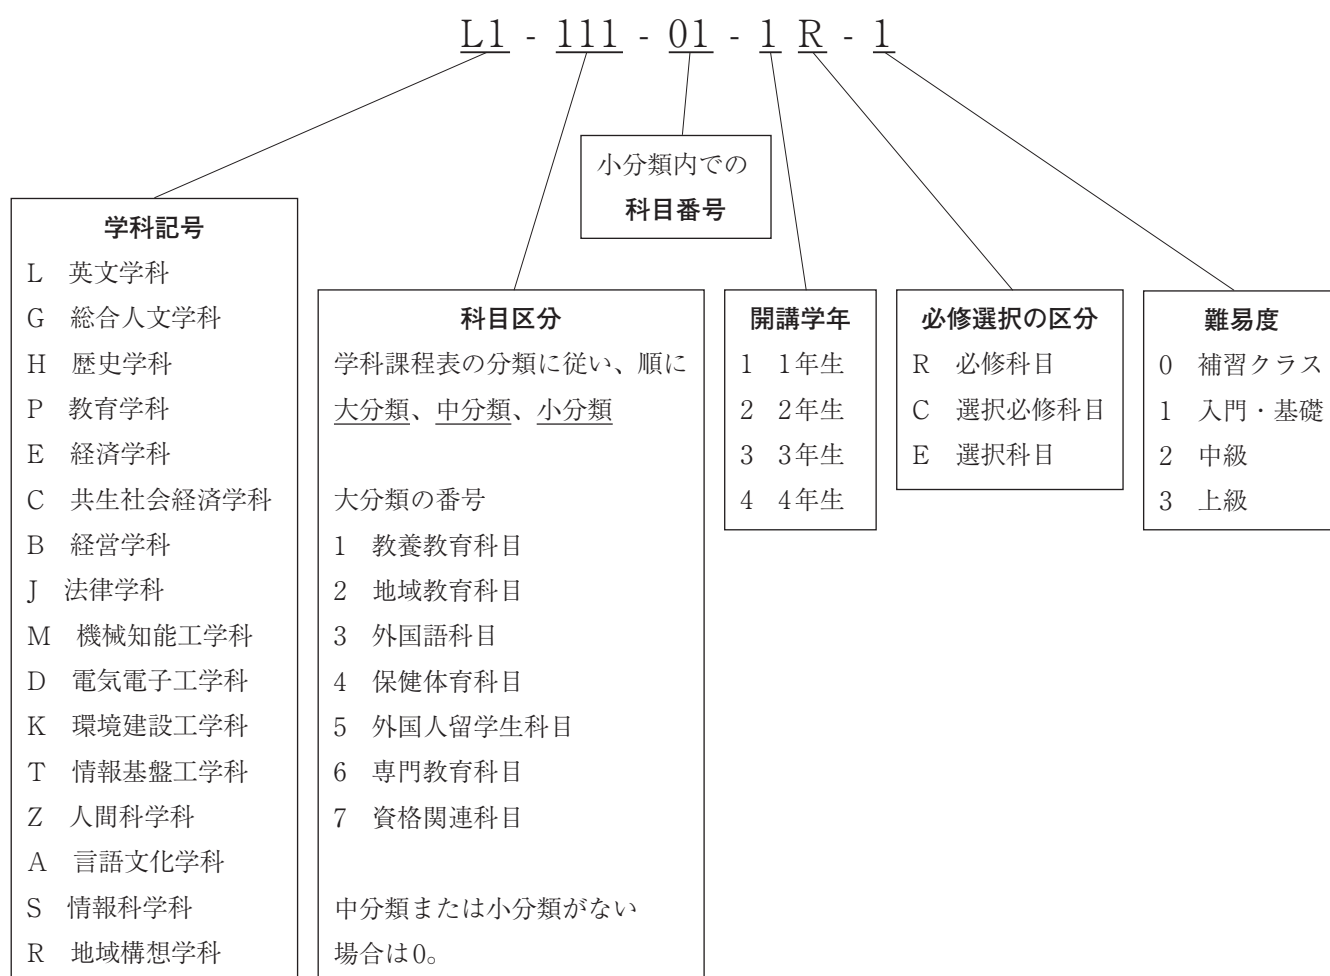 L1 - 111 - 01 - 1 R - 1
小分類内での
科目番号
学科記号
L 英文学科
G 総合人文学科
H 歴史学科
P 教育学科
E 経済学科
C 共生社会経済学科
B 経営学科
J 法律学科
M 機械知能工学科
D 電気電子工学科
K 環境建設工学科
T 情報基盤工学科
Z 人間科学科
A 言語文化学科
S 情報科学科
R 地域構想学科
科目区分
学科課程表の分類に従い、順に
大分類、中分類、小分類
大分類の番号
1 教養教育科目
2 地域教育科目
3 外国語科目
4 保健体育科目
5 外国人留学生科目
6 専門教育科目
7 資格関連科目
中分類または小分類がない
場合は0。
開講学年
1 1年生
2 2年生
3 3年生
4 4年生
必修選択の区分
R 必修科目
C 選択必修科目
E 選択科目
難易度
0 補習クラス
1 入門・基礎
2 中級
3 上級